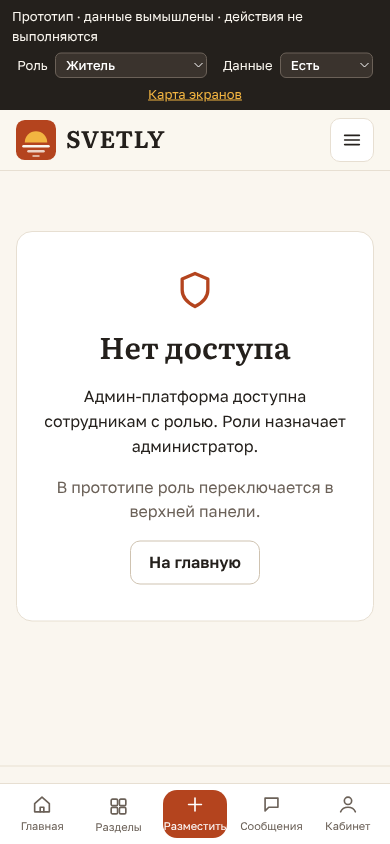 Прототип · данные вымышлены · действия не
выполняются
Роль Житель Данные Есть
Карта экранов
SVETLY
Нет доступа
Админ-платформа доступна
сотрудникам с ролью. Роли назначает
администратор.
В прототипе роль переключается в
верхней панели.
На главную
Главная Разделы Разместить Сообщения Кабинет